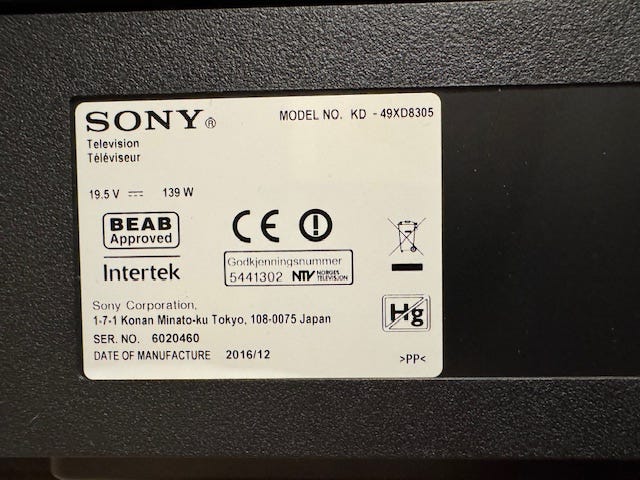 SONY®
MODEL NO. KD - 49XD8305
Television
Téléviseur
19.5 V ⎓ 139 W
BEAB
Approved
Intertek
CE
Godkjenningsnummer
5441302 NTV NORGES TELEVISJON
Hg
Sony Corporation,
1-7-1 Konan Minato-ku Tokyo, 108-0075 Japan
SER. NO. 6020460
DATE OF MANUFACTURE 2016/12
>PP<